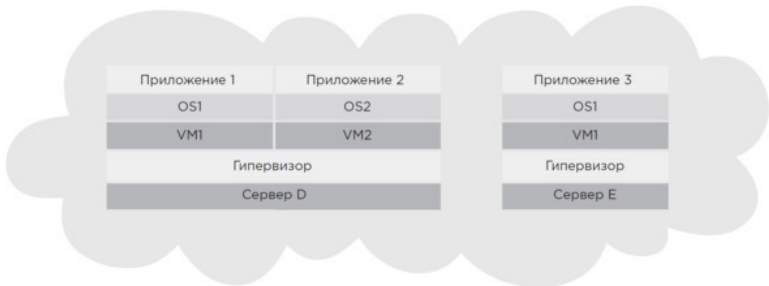 Приложение 1
Приложение 2
Приложение 3
OS1
OS2
OS1
VM1
VM2
VM1
Гипервизор
Гипервизор
Сервер D
Сервер E